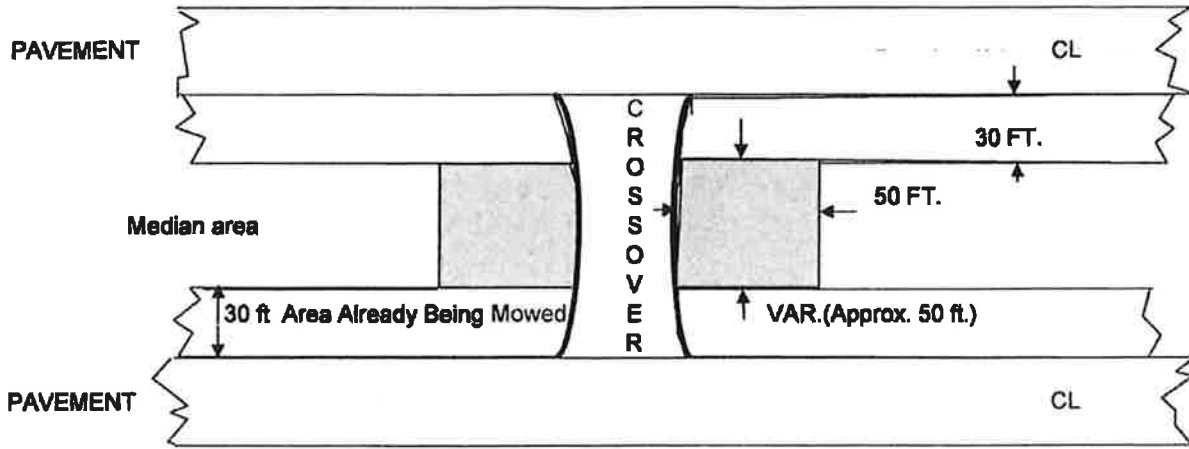 PAVEMENT
CL
CROSSOVER
30 FT.
50 FT.
Median area
30 ft Area Already Being Mowed
VAR.(Approx. 50 ft.)
PAVEMENT
CL